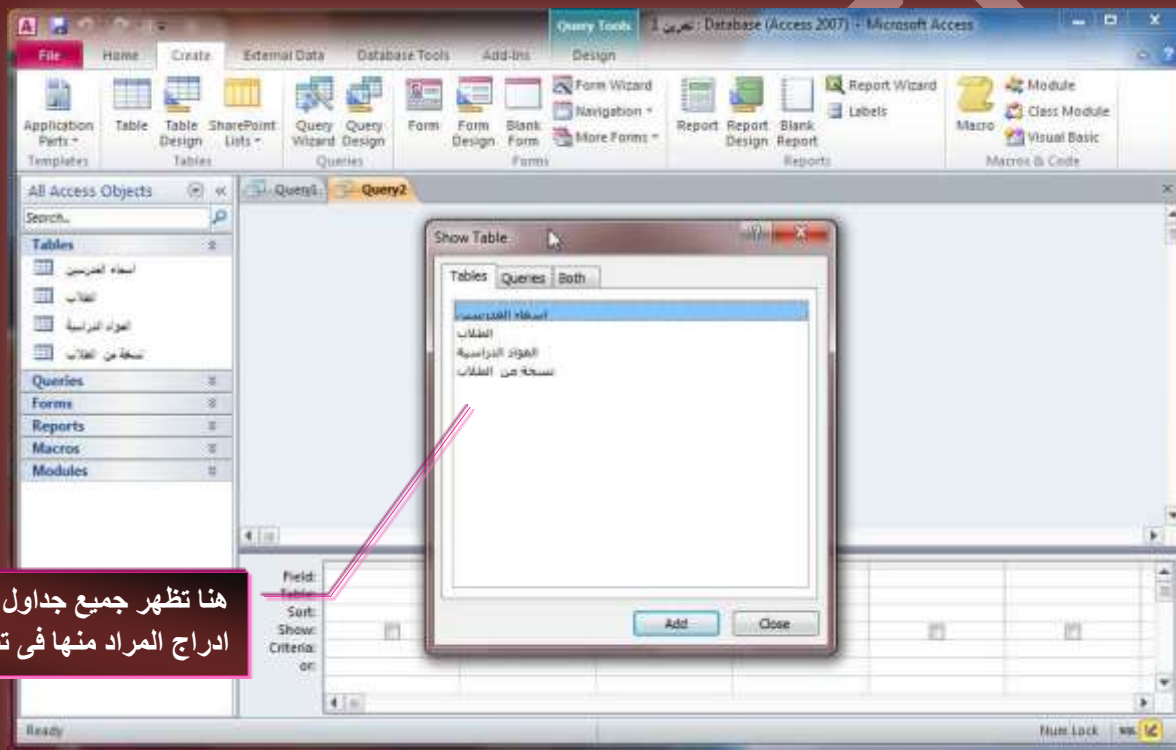 Query Tools
تمرين 1 : Database (Access 2007) - Microsoft Access
File Home Create External Data Database Tools Add-Ins Design
Application Parts
Table
Table Design
SharePoint Lists
Query Wizard
Query Design
Form
Form Design
Blank Form
Form Wizard
Navigation
More Forms
Report
Report Design
Blank Report
Report Wizard
Labels
Macro
Module
Class Module
Visual Basic
Templates Tables Queries Forms Reports Macros & Code
All Access Objects
Search..
Tables
اسماء المدرسين
الطلاب
المواد الدراسية
نسخة من الطلاب
Queries
Forms
Reports
Macros
Modules
Query1 Query2
Show Table
Tables Queries Both
اسماء المدرسين
الطلاب
المواد الدراسية
نسخة من الطلاب
Add Close
Field:
Table:
Sort:
Show:
Criteria:
or:
هنا تظهر جميع جداول
ادراج المراد منها فى
Ready
Num Lock SQL